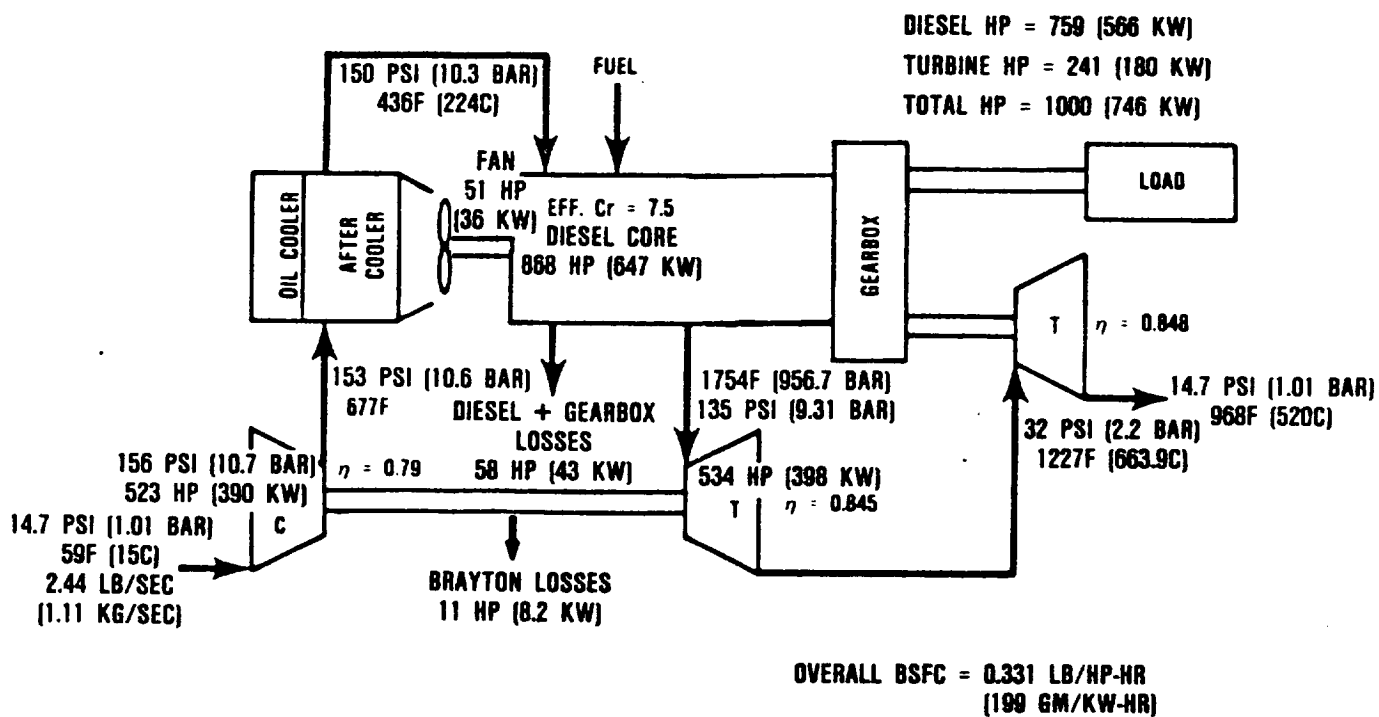 DIESEL HP = 759 (566 KW)
TURBINE HP = 241 (180 KW)
TOTAL HP = 1000 (746 KW)
150 PSI (10.3 BAR)
436F (224C)
FUEL
FAN
51 HP
(36 KW)
EFF. Cr = 7.5
DIESEL CORE
868 HP (647 KW)
OIL COOLER
AFTER
COOLER
GEARBOX
LOAD
T
η = 0.848
153 PSI (10.6 BAR)
677F
DIESEL + GEARBOX
LOSSES
58 HP (43 KW)
1754F (956.7 BAR)
135 PSI (9.31 BAR)
14.7 PSI (1.01 BAR)
968F (520C)
32 PSI (2.2 BAR)
1227F (663.9C)
156 PSI (10.7 BAR)
523 HP (390 KW)
η = 0.79
C
534 HP (398 KW)
η = 0.845
T
14.7 PSI (1.01 BAR)
59F (15C)
2.44 LB/SEC
(1.11 KG/SEC)
BRAYTON LOSSES
11 HP (8.2 KW)
OVERALL BSFC = 0.331 LB/HP-HR
(199 GM/KW-HR)